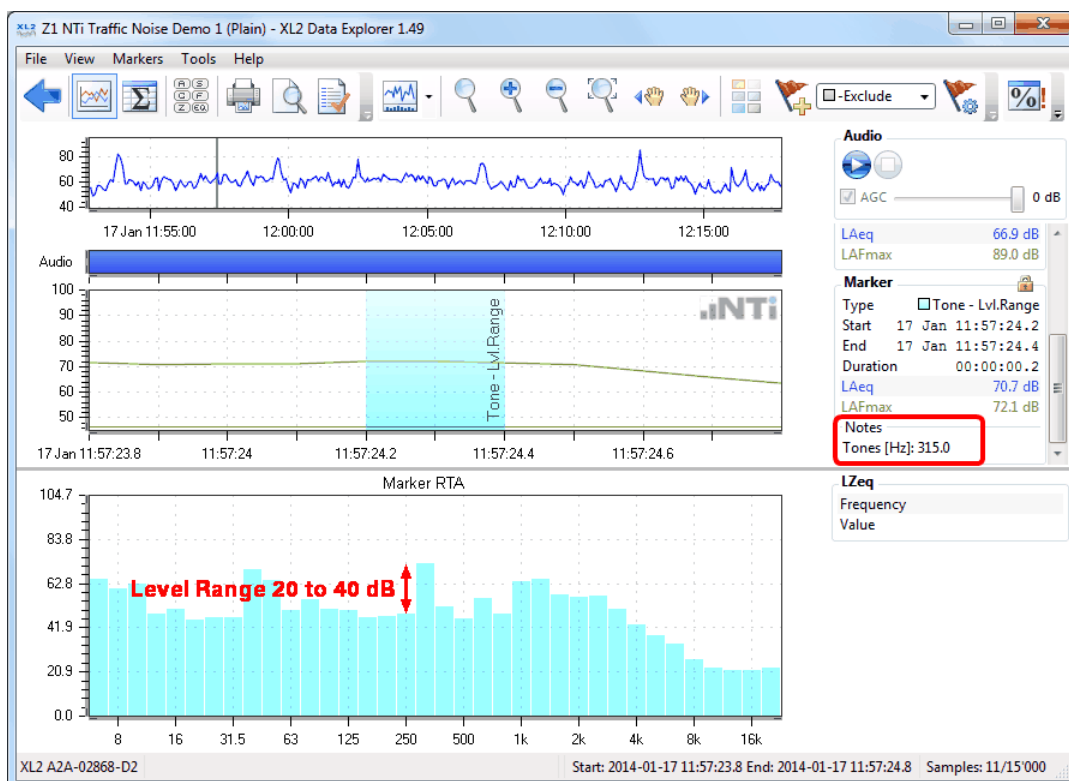 XL2 Z1 NTi Traffic Noise Demo 1 (Plain) - XL2 Data Explorer 1.49
File View Markers Tools Help
A S
G F
Z EQ
-Exclude
%!
80
60
40
17 Jan 11:55:00 12:00:00 12:05:00 12:10:00 12:15:00
Audio
100
90
80
70
60
50
NTi
Tone - Lvl.Range
17 Jan 11:57:23.8 11:57:24 11:57:24.2 11:57:24.4 11:57:24.6
Audio
AGC 0 dB
LAeq 66.9 dB
LAFmax 89.0 dB
Marker
Type Tone - Lvl.Range
Start 17 Jan 11:57:24.2
End 17 Jan 11:57:24.4
Duration 00:00:00.2
LAeq 70.7 dB
LAFmax 72.1 dB
Notes
Tones [Hz]: 315.0
Marker RTA
104.7
83.8
62.8
41.9
20.9
0.0
Level Range 20 to 40 dB
8 16 31.5 63 125 250 500 1k 2k 4k 8k 16k
LZeq
Frequency
Value
XL2 A2A-02868-D2 Start: 2014-01-17 11:57:23.8 End: 2014-01-17 11:57:24.8 Samples: 11/15'000